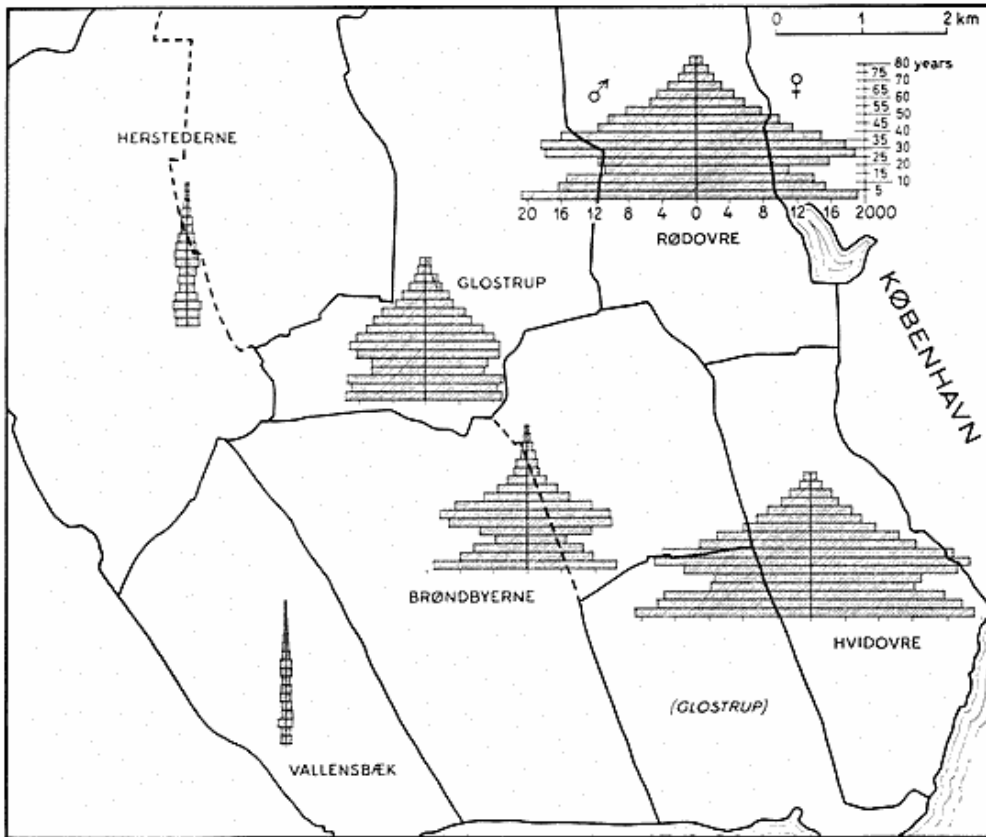 0 1 2 km
♂ ♀
80 years
75 70
65 60
55 50
45 40
35 30
25 20
15 10
5
20 16 12 8 4 0 4 8 12 16 2000
RØDOVRE
HERSTEDERNE
GLOSTRUP
KØBENHAVN
BRØNDBYERNE
HVIDOVRE
(GLOSTRUP)
VALLENSBÆK